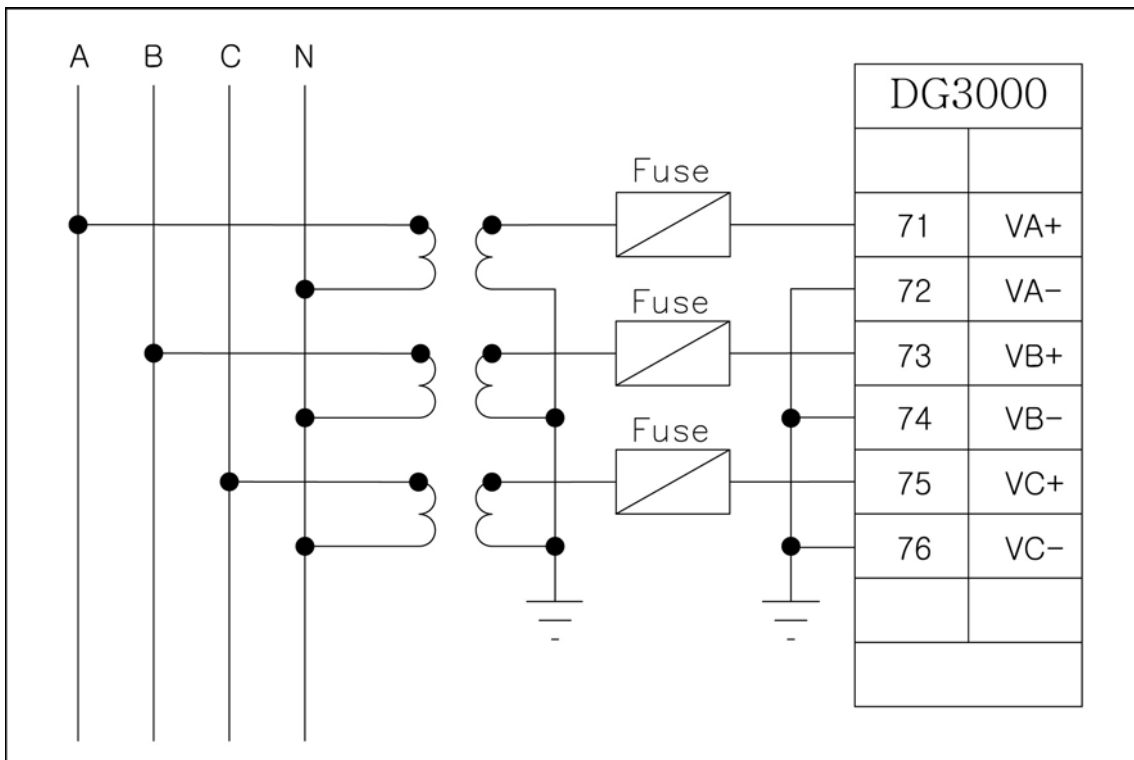 A B C N
DG3000
Fuse
71 VA+
72 VA-
Fuse
73 VB+
74 VB-
Fuse
75 VC+
76 VC-